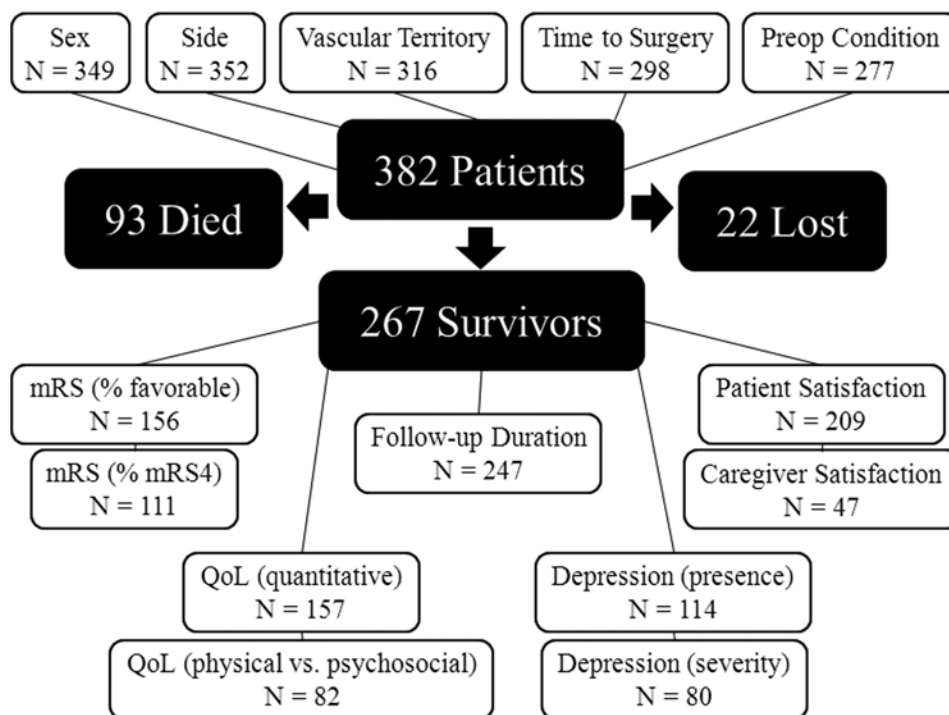 Sex
N = 349
Side
N = 352
Vascular Territory
N = 316
Time to Surgery
N = 298
Preop Condition
N = 277
382 Patients
93 Died
22 Lost
267 Survivors
mRS (% favorable)
N = 156
mRS (% mRS4)
N = 111
Follow-up Duration
N = 247
Patient Satisfaction
N = 209
Caregiver Satisfaction
N = 47
QoL (quantitative)
N = 157
QoL (physical vs. psychosocial)
N = 82
Depression (presence)
N = 114
Depression (severity)
N = 80